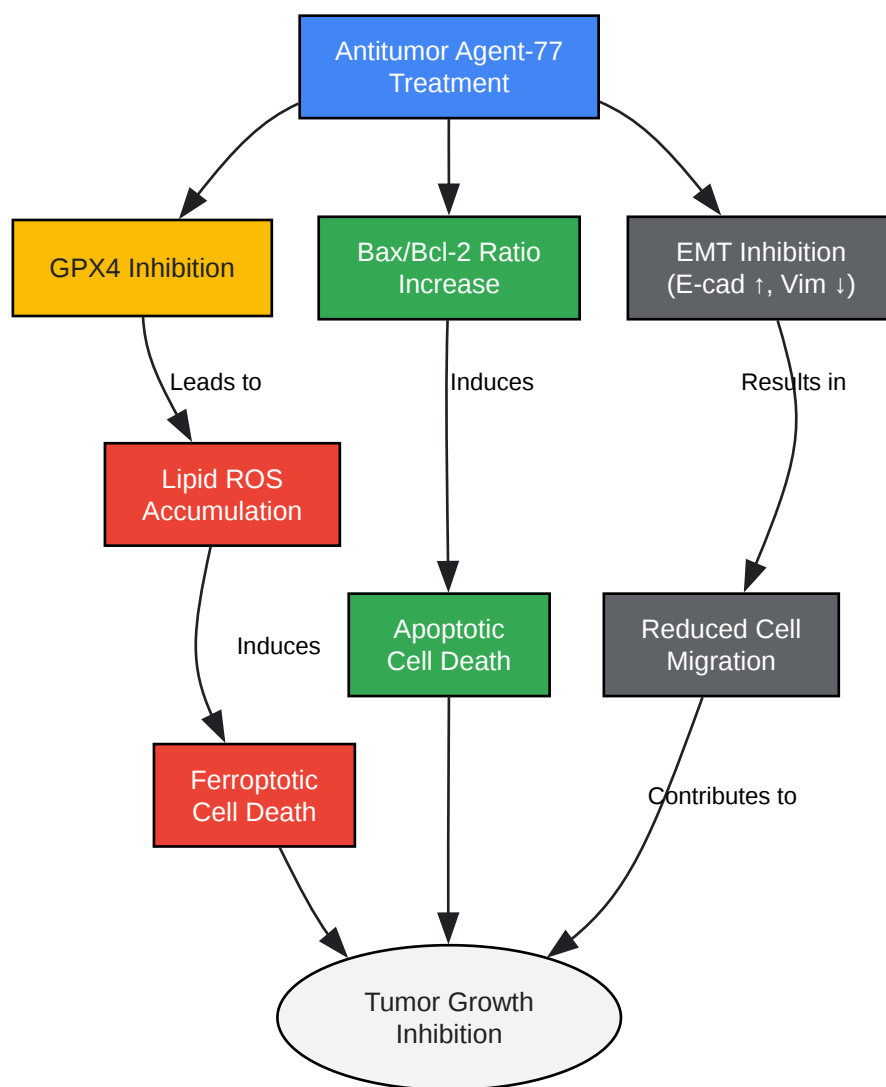 Antitumor Agent-77
Treatment
GPX4 Inhibition
Bax/Bcl-2 Ratio
Increase
EMT Inhibition
(E-cad ↑, Vim ↓)
Leads to
Induces
Results in
Lipid ROS
Accumulation
Apoptotic
Cell Death
Reduced Cell
Migration
Induces
Ferroptotic
Cell Death
Contributes to
Tumor Growth
Inhibition